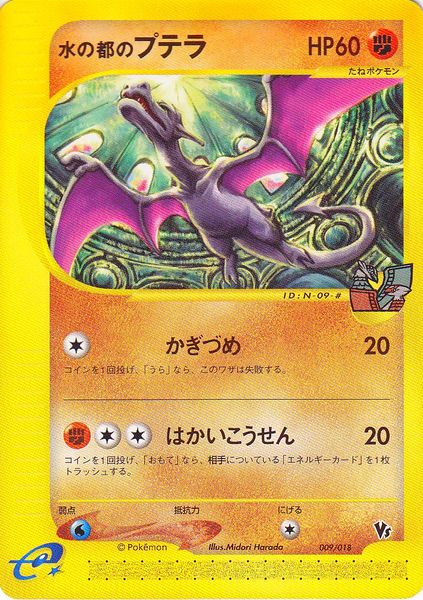 水の都のプテラ HP60
たねポケモン
ID:N-09-#
かぎづめ 20
コインを1回投げ、「うら」なら、このワザは失敗する。
はかいこうせん 20
コインを1回投げ、「おもて」なら、相手についている「エネルギーカード」を1枚
トラッシュする。
弱点 抵抗力 にげる
© Pokémon Illus.Midori Harada 009/018 VS
e